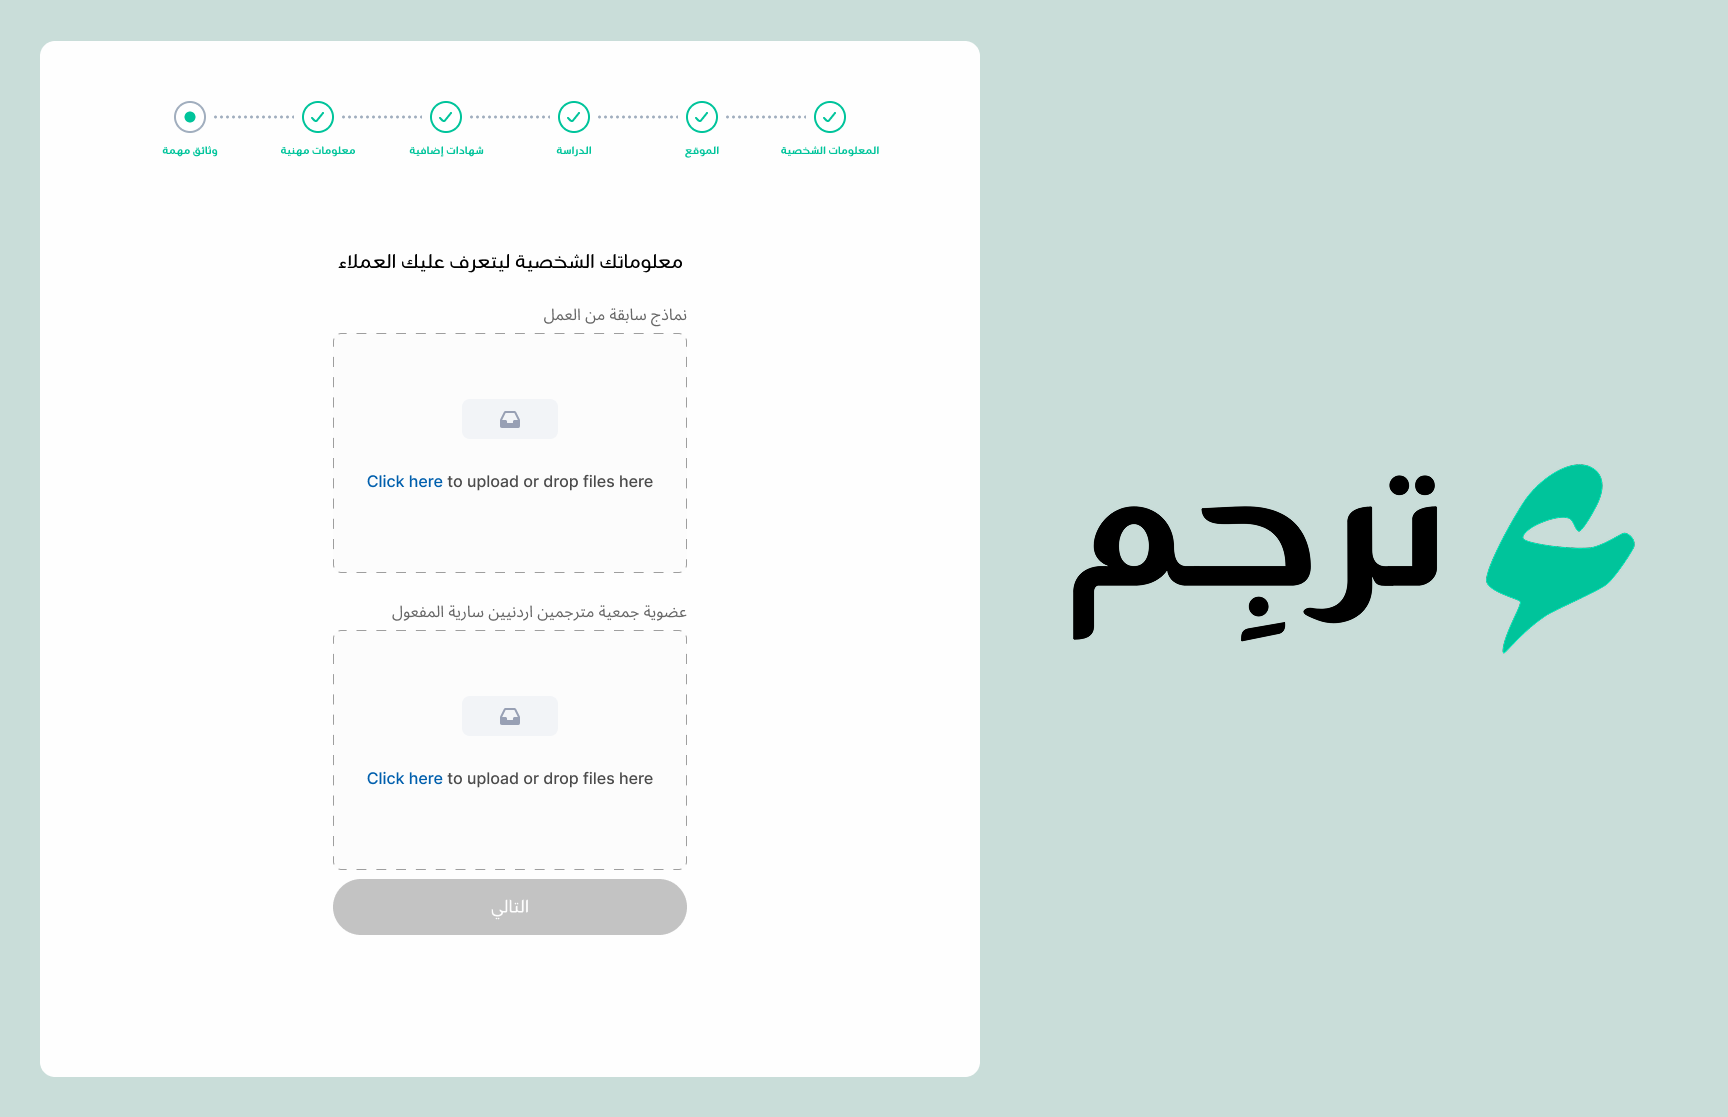 المعلومات الشخصية
الموقع
الدراسة
شهادات إضافية
معلومات مهنية
وثائق مهمة
معلوماتك الشخصية ليتعرف عليك العملاء
نماذج سابقة من العمل
Click here to upload or drop files here
عضوية جمعية مترجمين اردنيين سارية المفعول
Click here to upload or drop files here
التالي
ترجِم